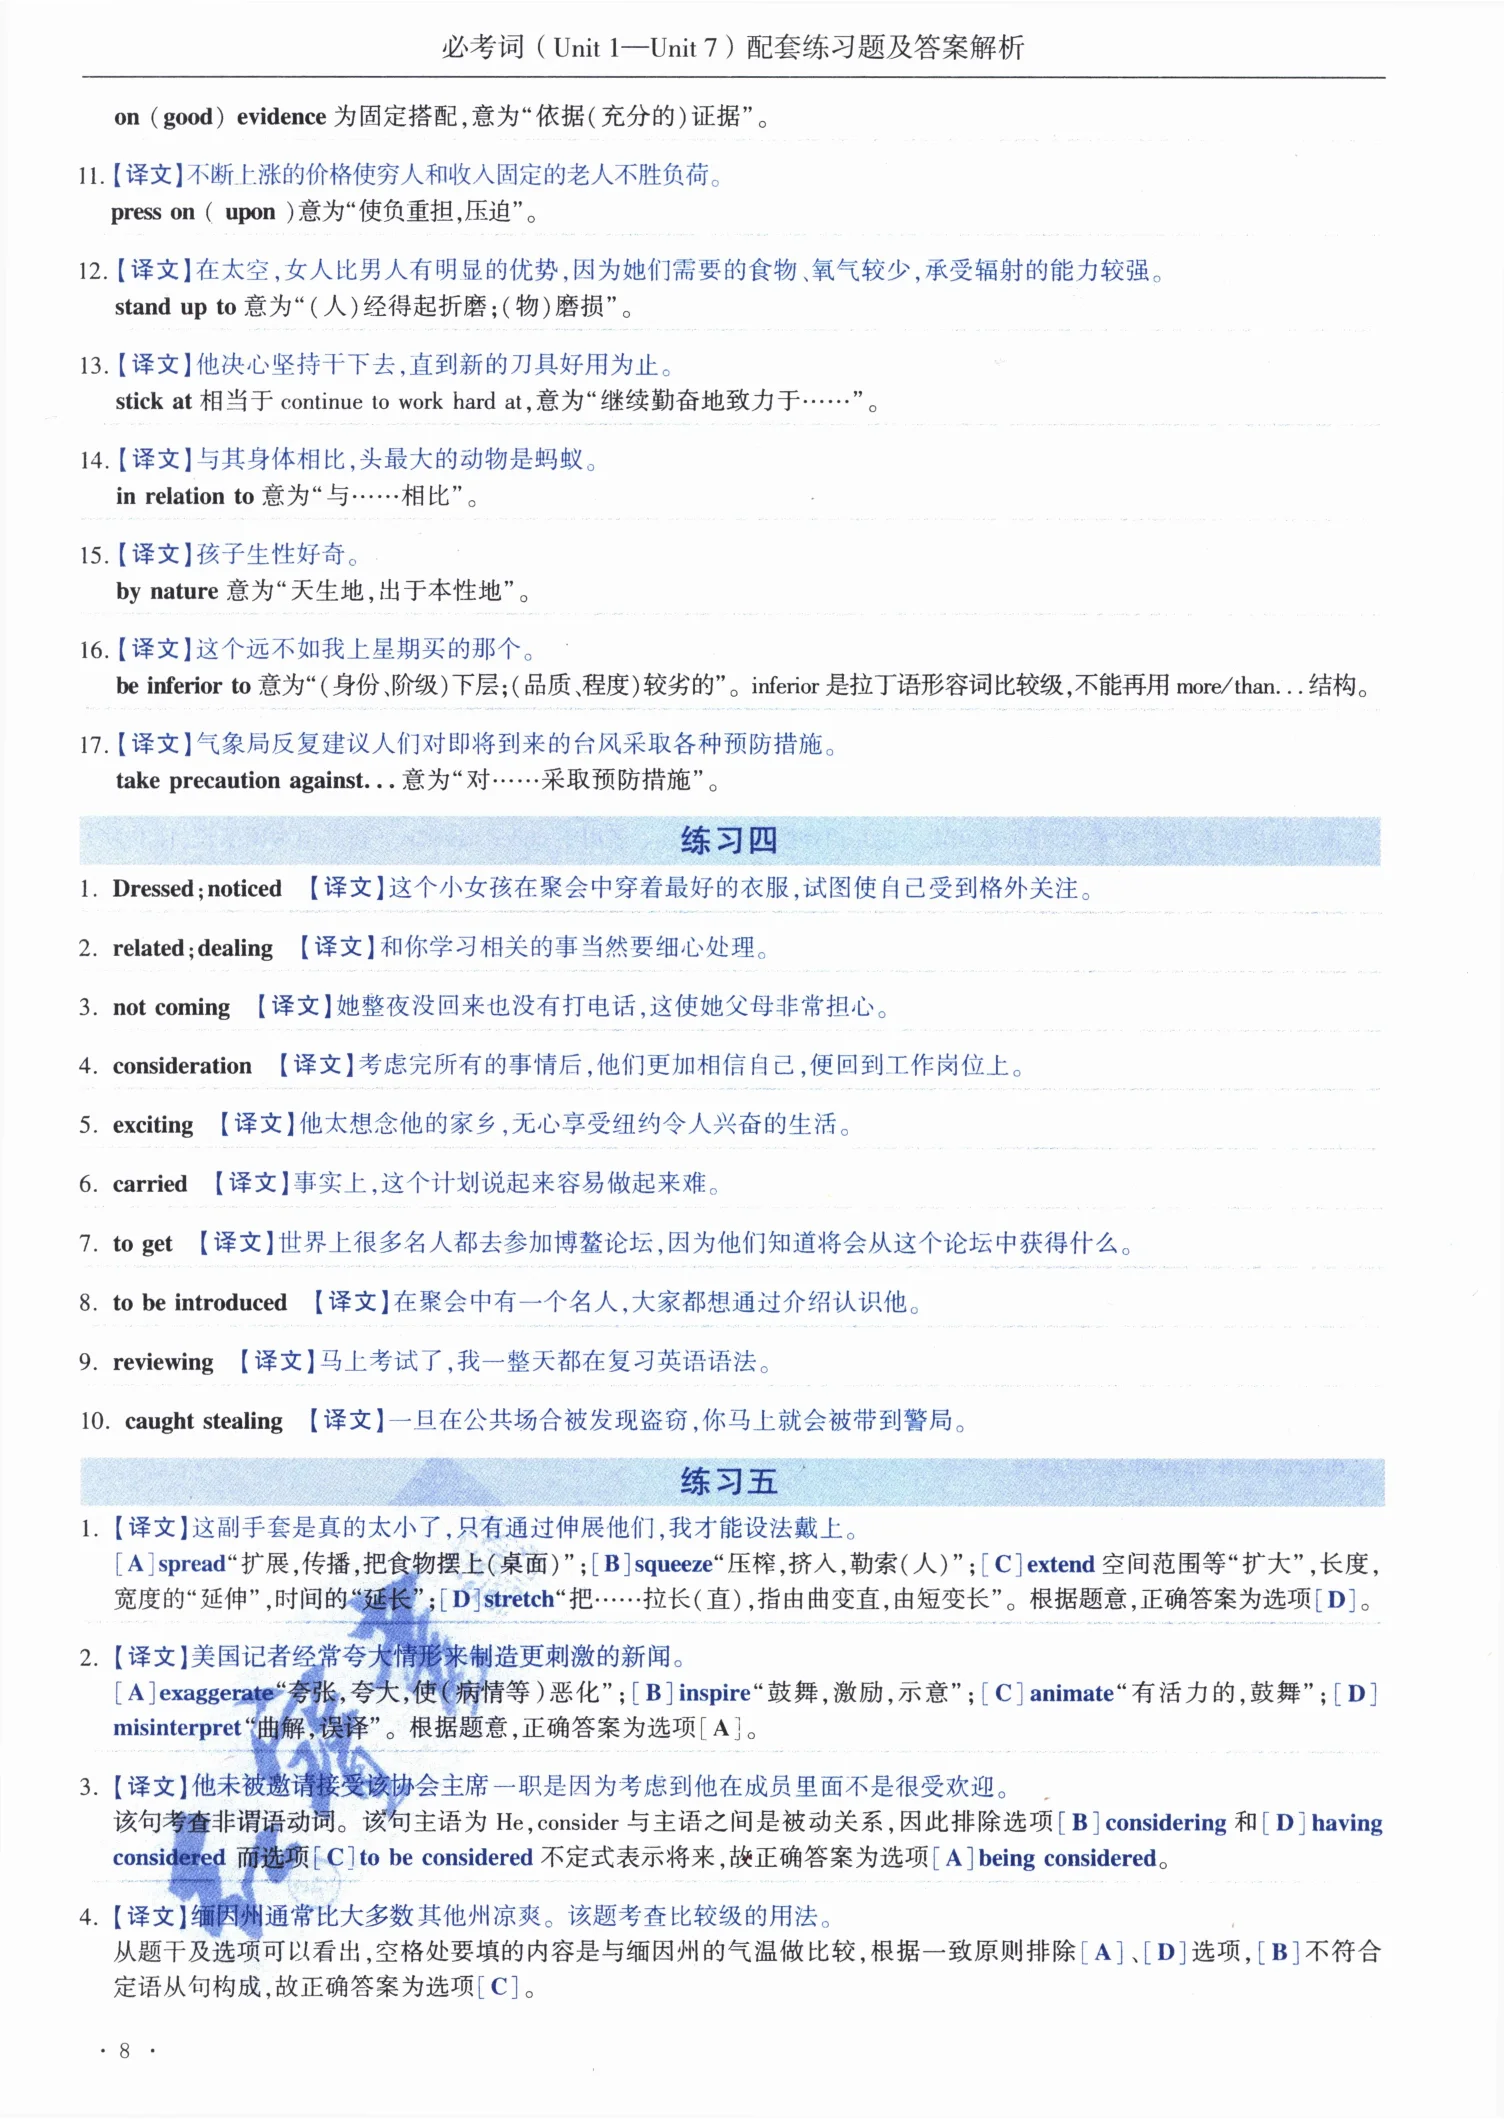 必考词（Unit 1—Unit 7）配套练习题及答案解析
on (good) evidence 为固定搭配,意为“依据(充分的)证据”。
11.【译文】不断上涨的价格使穷人和收入固定的老人不胜负荷。
press on ( upon )意为“使负重担,压迫”。
12.【译文】在太空,女人比男人有明显的优势,因为她们需要的食物、氧气较少,承受辐射的能力较强。
stand up to 意为“(人)经得起折磨;(物)磨损”。
13.【译文】他决心坚持干下去,直到新的刀具好用为止。
stick at 相当于 continue to work hard at,意为“继续勤奋地致力于……”。
14.【译文】与其身体相比,头最大的动物是蚂蚁。
in relation to 意为“与……相比”。
15.【译文】孩子生性好奇。
by nature 意为“天生地,出于本性地”。
16.【译文】这个远不如我上星期买的那个。
be inferior to 意为“(身份、阶级)下层;(品质、程度)较劣的”。inferior 是拉丁语形容词比较级,不能再用 more/than...结构。
17.【译文】气象局反复建议人们对即将到来的台风采取各种预防措施。
take precaution against...意为“对……采取预防措施”。
练习四
1. Dressed;noticed 【译文】这个小女孩在聚会中穿着最好的衣服,试图使自己受到格外关注。
2. related;dealing 【译文】和你学习相关的事当然要细心处理。
3. not coming 【译文】她整夜没回来也没有打电话,这使她父母非常担心。
4. consideration 【译文】考虑完所有的事情后,他们更加相信自己,便回到工作岗位上。
5. exciting 【译文】他太想念他的家乡,无心享受纽约令人兴奋的生活。
6. carried 【译文】事实上,这个计划说起来容易做起来难。
7. to get 【译文】世界上很多名人都去参加博鳌论坛,因为他们知道将会从这个论坛中获得什么。
8. to be introduced 【译文】在聚会中有一个名人,大家都想通过介绍认识他。
9. reviewing 【译文】马上考试了,我一整天都在复习英语语法。
10. caught stealing 【译文】一旦在公共场合被发现盗窃,你马上就会被带到警局。
练习五
1. 【译文】这副手套是真的太小了,只有通过伸展他们,我才能设法戴上。
[A]spread“扩展,传播,把食物摆上(桌面)”;[B]squeeze“压榨,挤入,勒索(人)”;[C]extend 空间范围等“扩大”,长度,
宽度的“延伸”,时间的“延长”;[D]stretch“把……拉长(直),指由曲变直,由短变长”。根据题意,正确答案为选项[D]。
2. 【译文】美国记者经常夸大情形来制造更刺激的新闻。
[A]exaggerate“夸张,夸大,使(病情等)恶化”;[B]inspire“鼓舞,激励,示意”;[C]animate“有活力的,鼓舞”;[D]
misinterpret“曲解,误译”。根据题意,正确答案为选项[A]。
3. 【译文】他未被邀请接受该协会主席一职是因为考虑到他在成员里面不是很受欢迎。
该句考查非谓语动词。该句主语为 He,consider 与主语之间是被动关系,因此排除选项[B]considering 和[D]having
considered 而选项[C]to be considered 不定式表示将来,故正确答案为选项[A]being considered。
4. 【译文】缅因州通常比大多数其他州凉爽。该题考查比较级的用法。
从题干及选项可以看出,空格处要填的内容是与缅因州的气温做比较,根据一致原则排除[A]、[D]选项,[B]不符合
定语从句构成,故正确答案为选项[C]。
· 8 ·